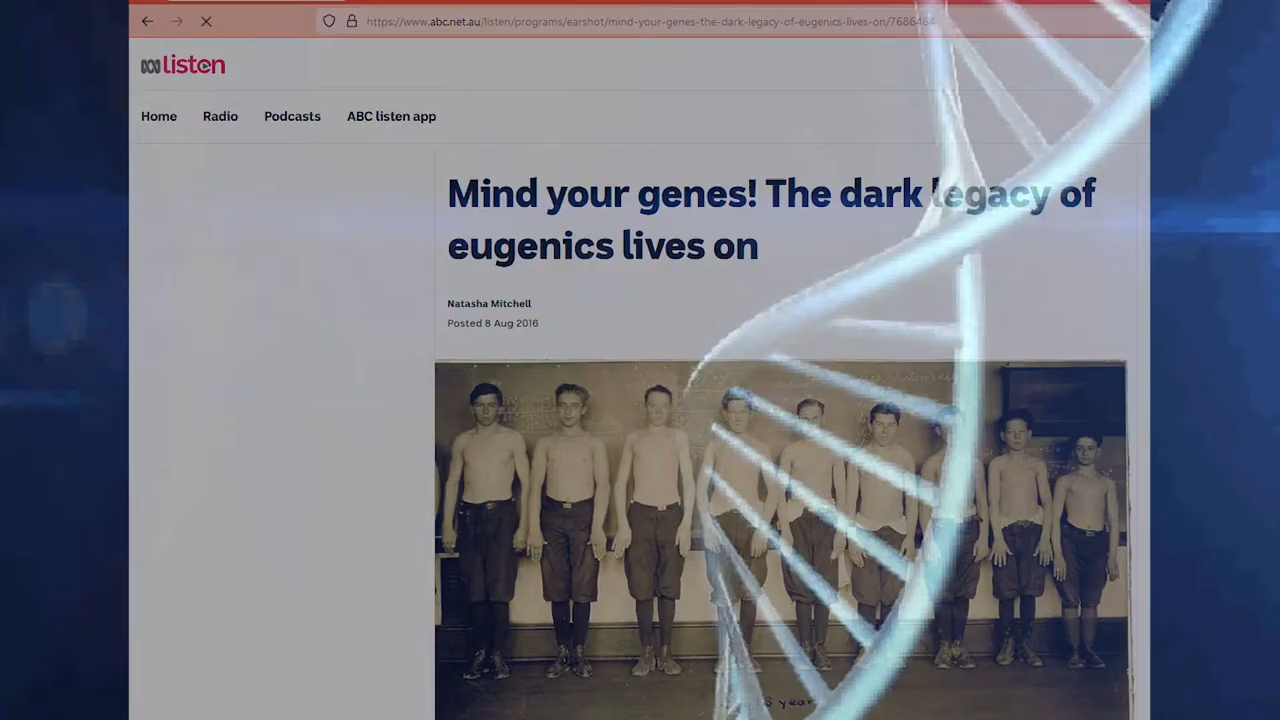 https://www.abc.net.au/listen/programs/earshot/mind-your-genes-the-dark-legacy-of-eugenics-lives-on/7686464
ABC listen
Home Radio Podcasts ABC listen app
Mind your genes! The dark legacy of
eugenics lives on
Natasha Mitchell
Posted 8 Aug 2016